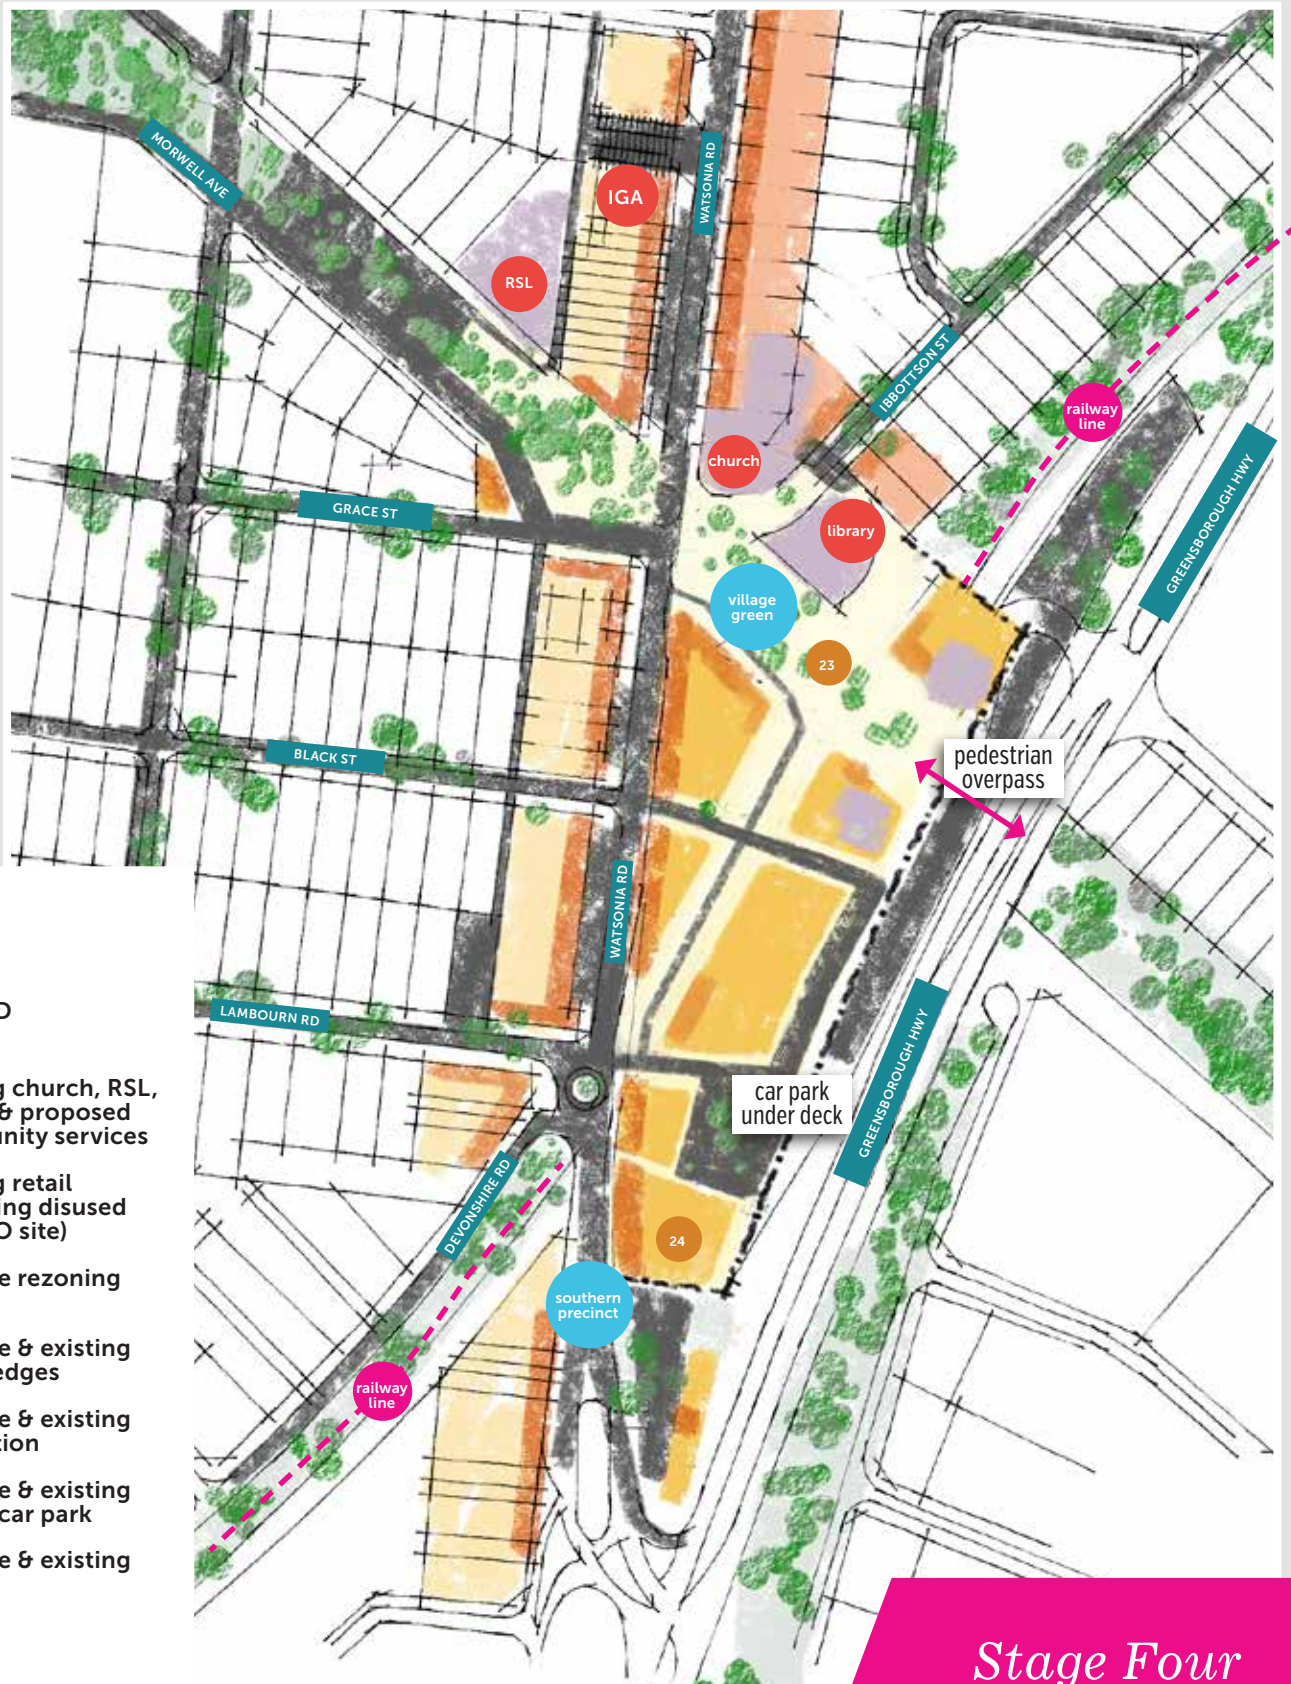 MORWELL AVE
WATSONIA RD
IGA
RSL
IBBOTTSON ST
railway
line
church
GREENSBOROUGH HWY
GRACE ST
library
village
green
23
BLACK ST
pedestrian
overpass
WATSONIA RD
LAMBOURN RD
car park
under deck
GREENSBOROUGH HWY
DEVONSHIRE RD
24
southern
precinct
railway
line
D
g church, RSL,
& proposed
unity services
g retail
ing disused
O site)
e rezoning
e & existing
edges
e & existing
tion
e & existing
car park
e & existing
Stage Four